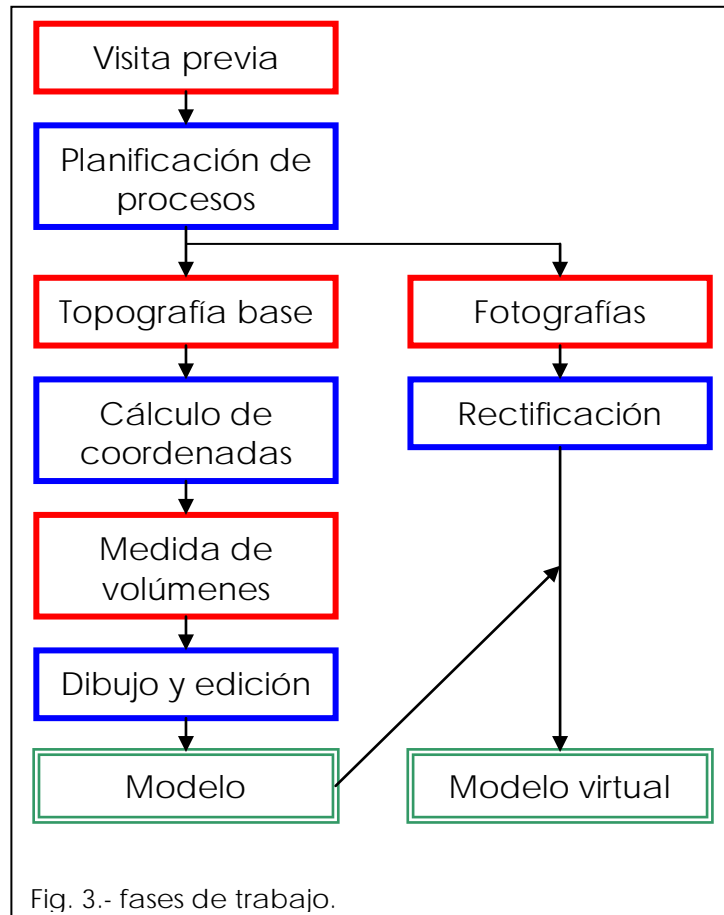 Visita previa
Planificación de
procesos
Topografía base
Fotografías
Cálculo de
coordenadas
Rectificación
Medida de
volúmenes
Dibujo y edición
Modelo
Modelo virtual
Fig. 3.- fases de trabajo.